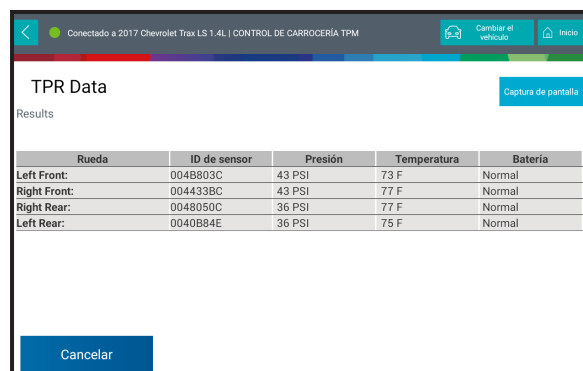 Conectado a 2017 Chevrolet Trax LS 1.4L | CONTROL DE CARROCERÍA TPM
Cambiar el
vehículo
Inicio
TPR Data
Captura de pantalla
Results
Rueda ID de sensor Presión Temperatura Batería
Left Front: 004B803C 43 PSI 73 F Normal
Right Front: 004433BC 43 PSI 77 F Normal
Right Rear: 0048050C 36 PSI 77 F Normal
Left Rear: 0040B84E 36 PSI 75 F Normal
Cancelar